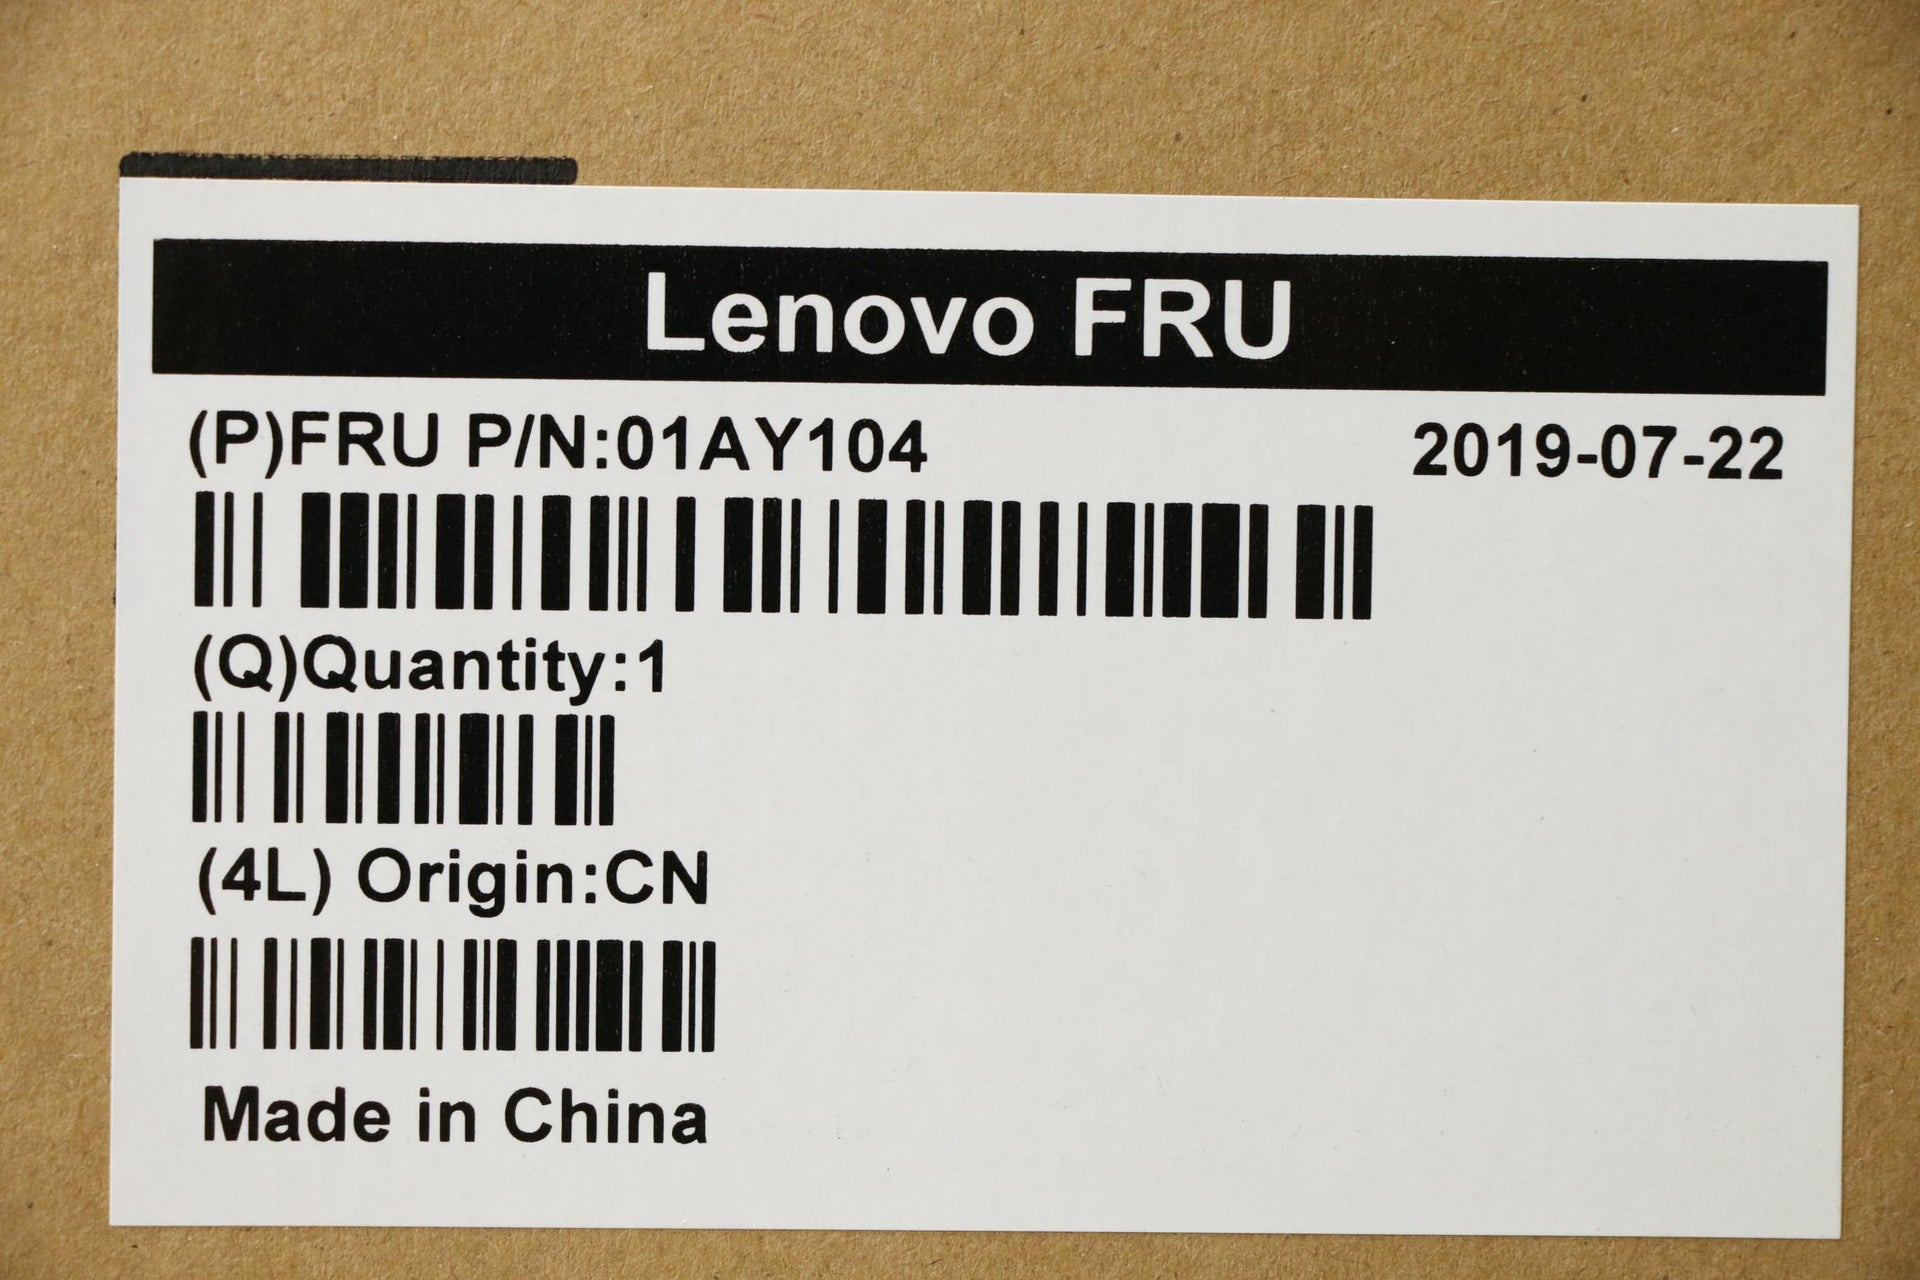 Lenovo FRU
(P)FRU P/N:01AY104 2019-07-22
(Q)Quantity:1
(4L) Origin:CN
Made in China